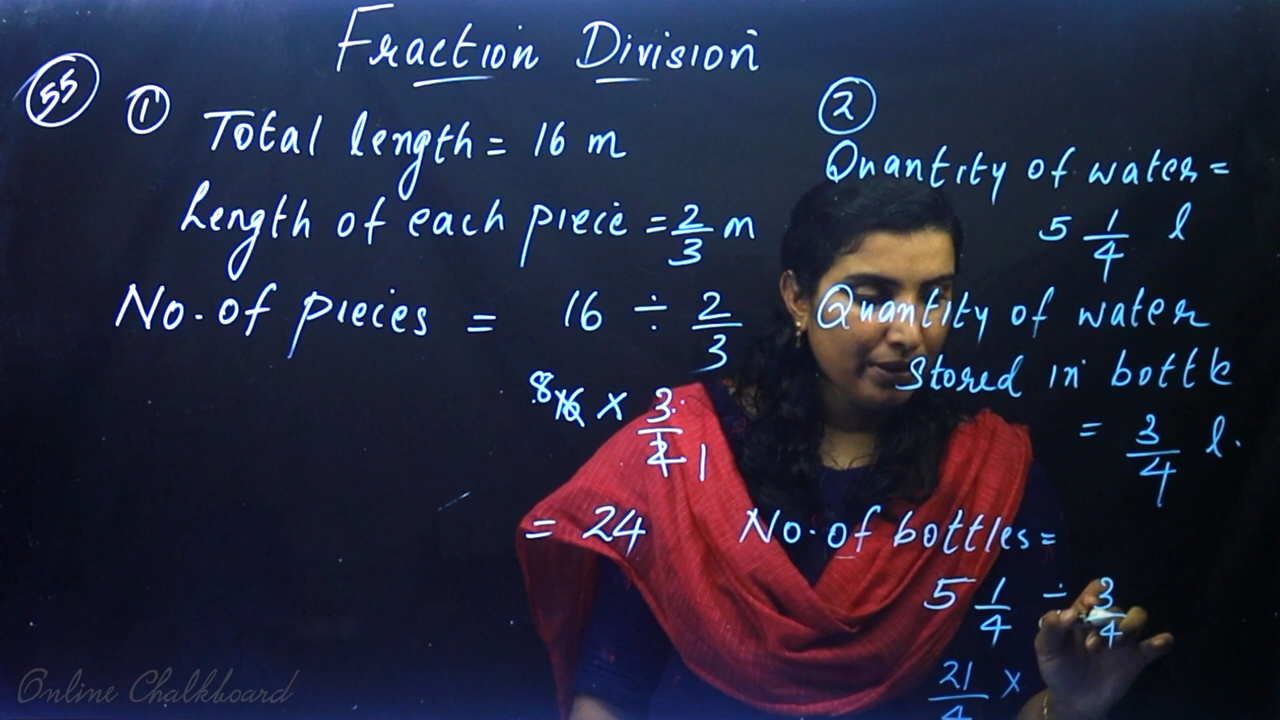 Fraction Division
55
1
Total length = 16 m
Length of each piece = 2/3 m
No. of pieces = 16 ÷ 2/3
8 16 × 3/2 1
= 24
2
Quantity of water =
5 1/4 l
Quantity of water
Stored in bottle
= 3/4 l.
No. of bottles =
5 1/4 ÷ 3/4
21/4 ×
Online Chalkboard